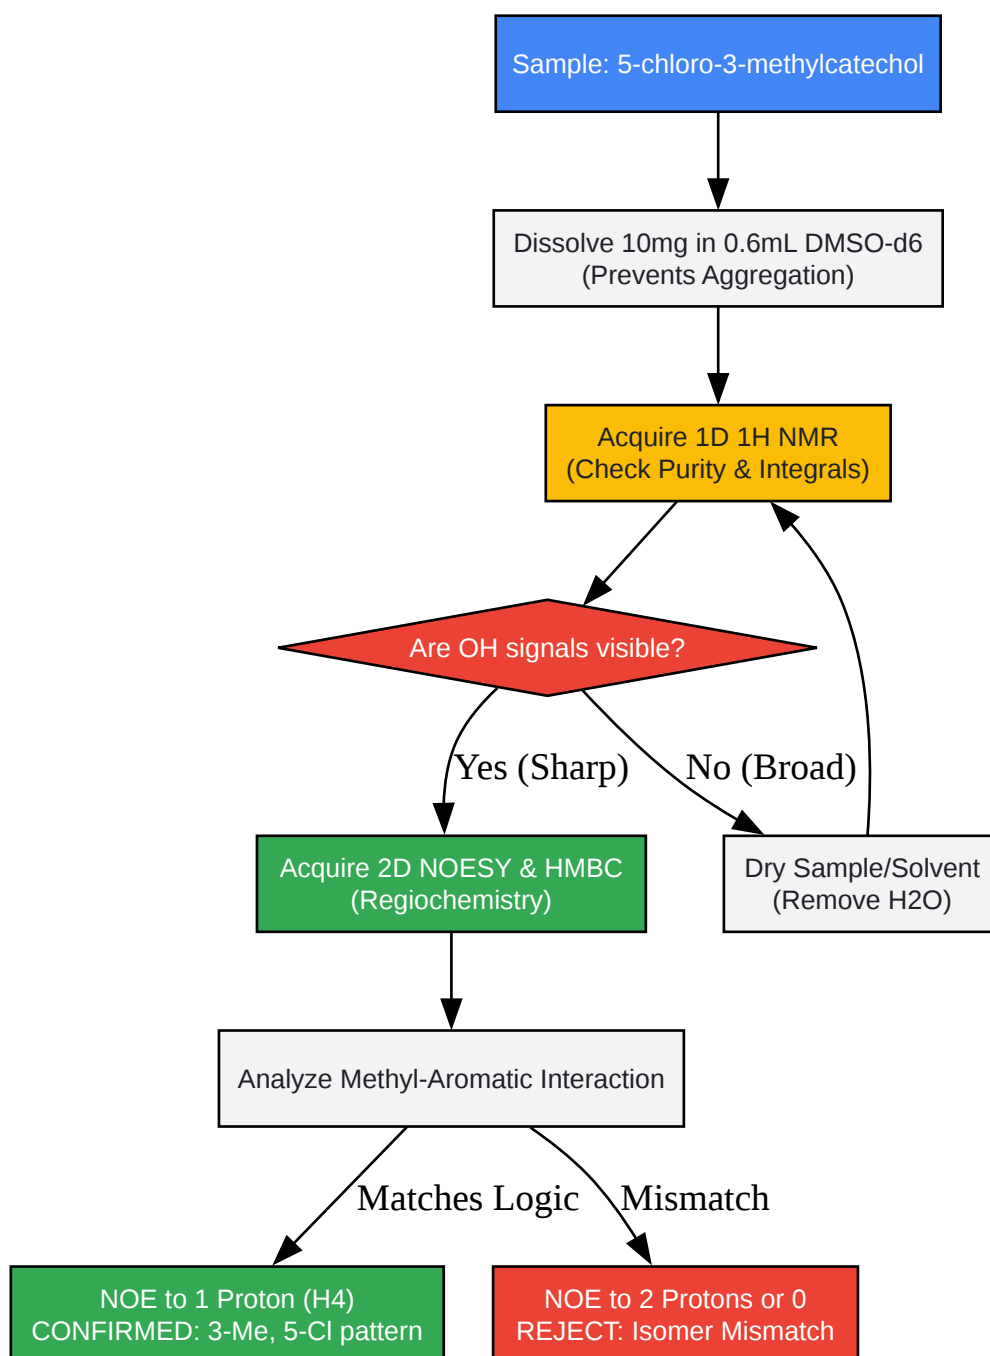 Sample: 5-chloro-3-methylcatechol
Dissolve 10mg in 0.6mL DMSO-d6
(Prevents Aggregation)
Acquire 1D 1H NMR
(Check Purity & Integrals)
Are OH signals visible?
Yes (Sharp)
No (Broad)
Acquire 2D NOESY & HMBC
(Regiochemistry)
Dry Sample/Solvent
(Remove H2O)
Analyze Methyl-Aromatic Interaction
Matches Logic
Mismatch
NOE to 1 Proton (H4)
CONFIRMED: 3-Me, 5-Cl pattern
NOE to 2 Protons or 0
REJECT: Isomer Mismatch